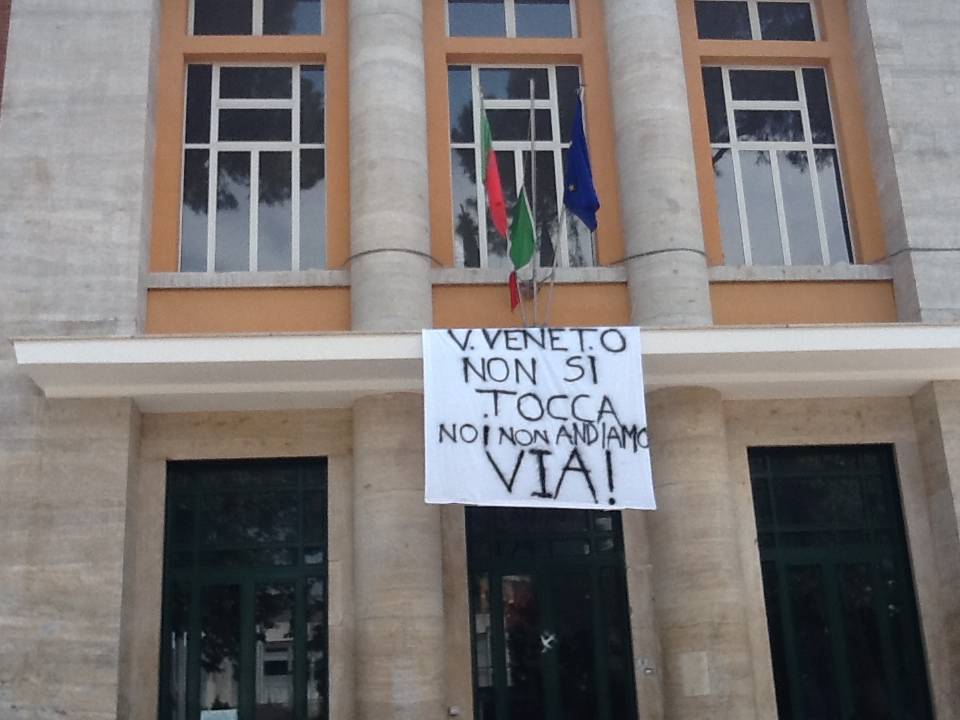 V. VENETO
NON SI
TOCCA
NOI NON ANDIAMO
VIA!